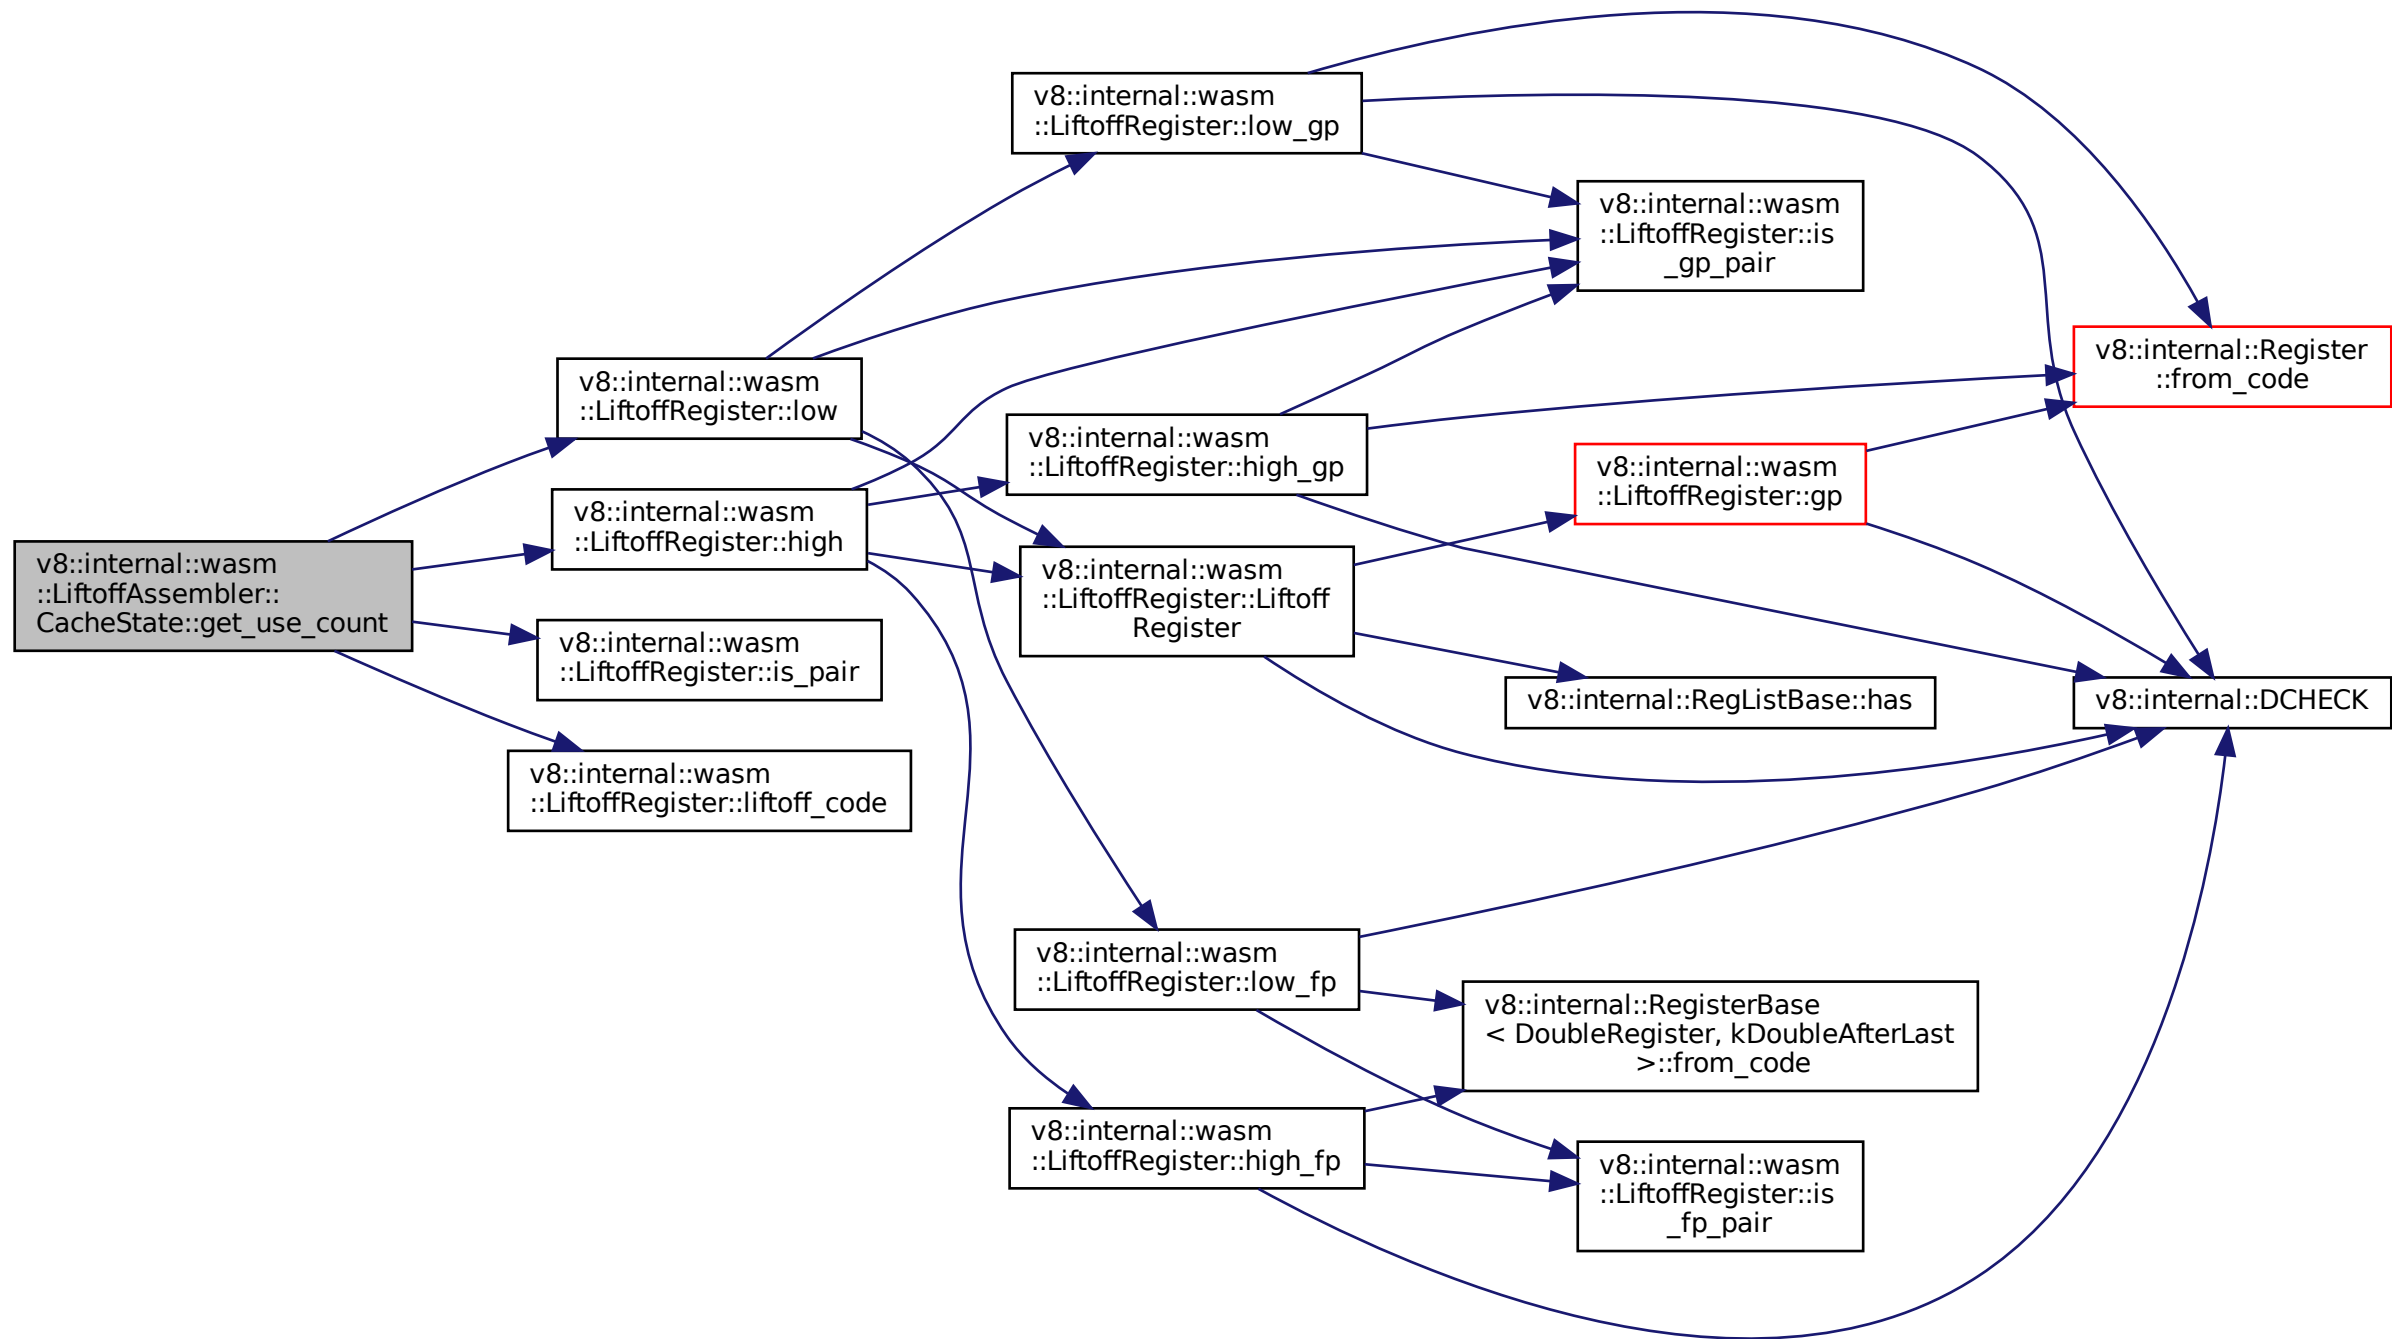 v8::internal::wasm
::LiftoffAssembler::
CacheState::get_use_count
v8::internal::wasm
::LiftoffRegister::low
v8::internal::wasm
::LiftoffRegister::high
v8::internal::wasm
::LiftoffRegister::is_pair
v8::internal::wasm
::LiftoffRegister::liftoff_code
v8::internal::wasm
::LiftoffRegister::low_gp
v8::internal::wasm
::LiftoffRegister::high_gp
v8::internal::wasm
::LiftoffRegister::Liftoff
Register
v8::internal::wasm
::LiftoffRegister::low_fp
v8::internal::wasm
::LiftoffRegister::high_fp
v8::internal::wasm
::LiftoffRegister::is
_gp_pair
v8::internal::wasm
::LiftoffRegister::gp
v8::internal::RegListBase::has
v8::internal::RegisterBase
< DoubleRegister, kDoubleAfterLast
>::from_code
v8::internal::wasm
::LiftoffRegister::is
_fp_pair
v8::internal::Register
::from_code
v8::internal::DCHECK